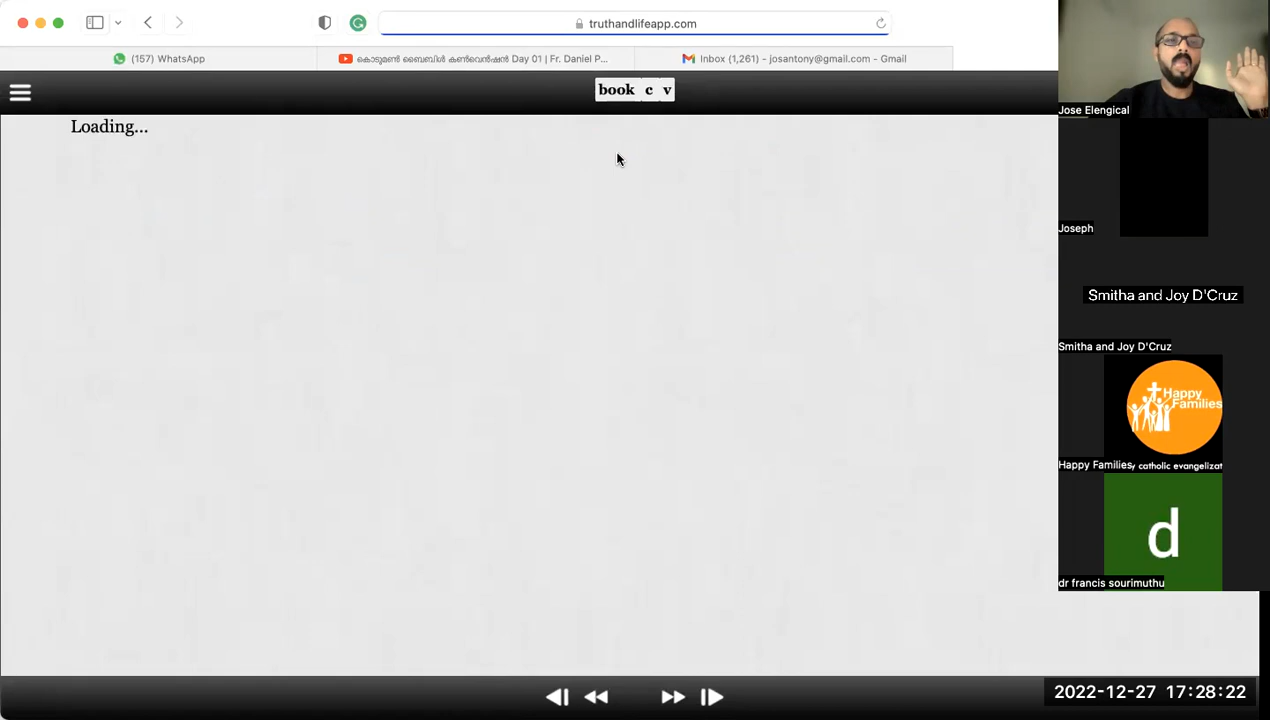 truthandlifeapp.com
(157) WhatsApp
കൊടുമൺ ബൈബിൾ കൺവെൻഷൻ Day 01 | Fr. Daniel P...
Inbox (1,261) - josantony@gmail.com - Gmail
book c v
Loading...
Jose Elengical
Joseph
Smitha and Joy D'Cruz
Smitha and Joy D'Cruz
Happy
Families
Happy Families
y catholic evangelizat
d
dr francis sourimuthu
2022-12-27 17:28:22